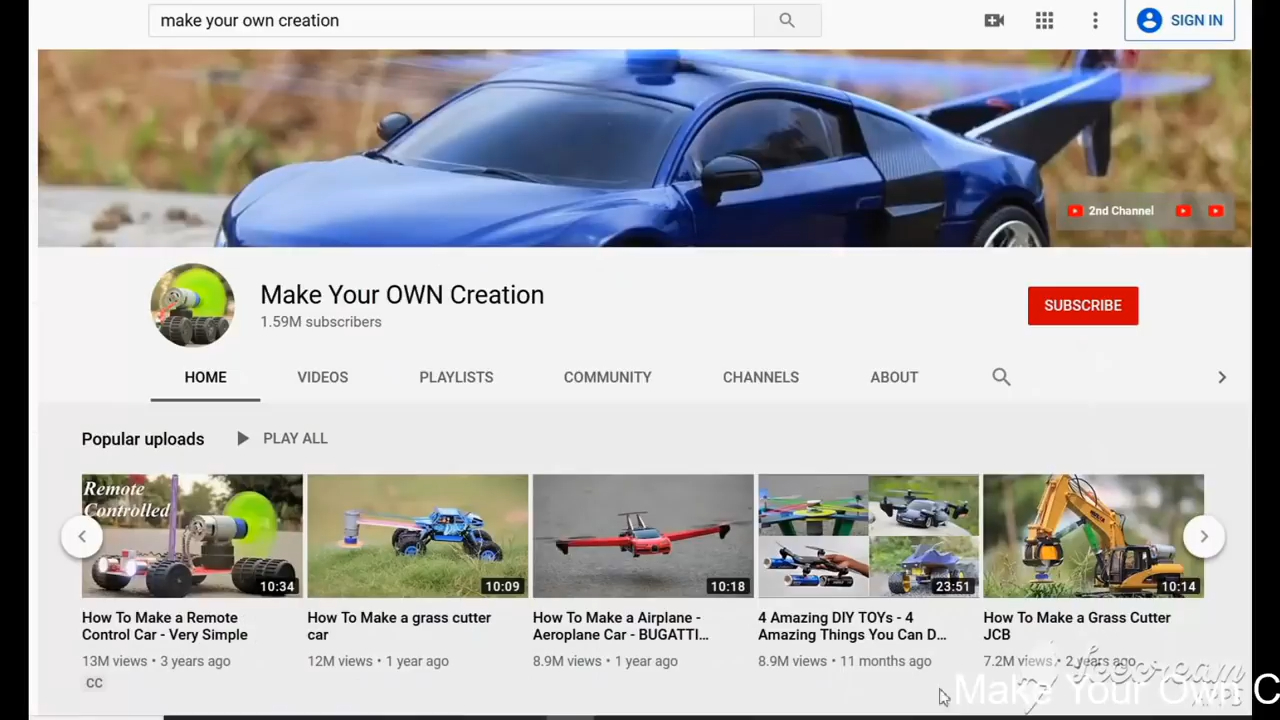 make your own creation
SIGN IN
2nd Channel
Make Your OWN Creation
1.59M subscribers
SUBSCRIBE
HOME VIDEOS PLAYLISTS COMMUNITY CHANNELS ABOUT
Popular uploads PLAY ALL
Remote
Controlled
10:34
10:09
10:18
23:51
10:14
How To Make a Remote
Control Car - Very Simple
13M views • 3 years ago
CC
How To Make a grass cutter
car
12M views • 1 year ago
How To Make a Airplane -
Aeroplane Car - BUGATTI...
8.9M views • 1 year ago
4 Amazing DIY TOYs - 4
Amazing Things You Can D...
8.9M views • 11 months ago
How To Make a Grass Cutter
JCB
7.2M views • 2 years ago
Icecream
APPS
Make Your Own C